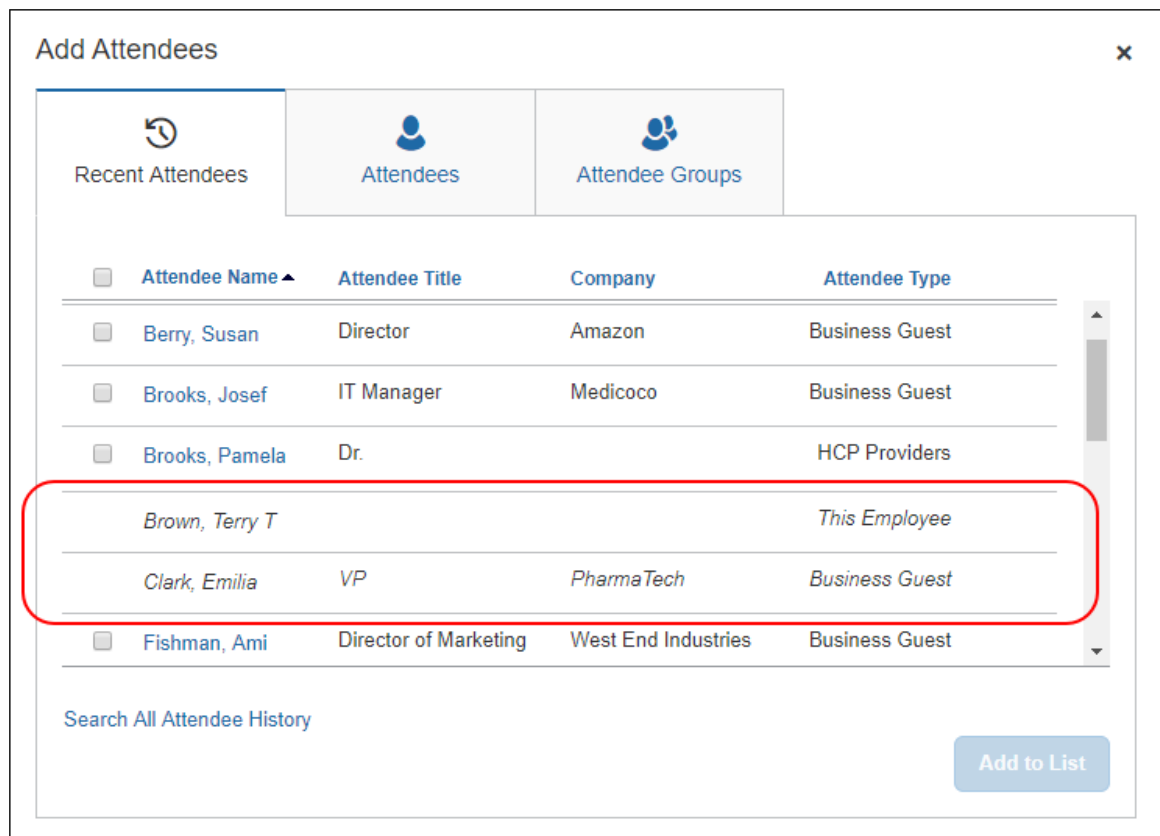 Add Attendees
Recent Attendees Attendees Attendee Groups
Attendee Name Attendee Title Company Attendee Type
Berry, Susan Director Amazon Business Guest
Brooks, Josef IT Manager Medicoco Business Guest
Brooks, Pamela Dr. HCP Providers
Brown, Terry T This Employee
Clark, Emilia VP PharmaTech Business Guest
Fishman, Ami Director of Marketing West End Industries Business Guest
Search All Attendee History
Add to List